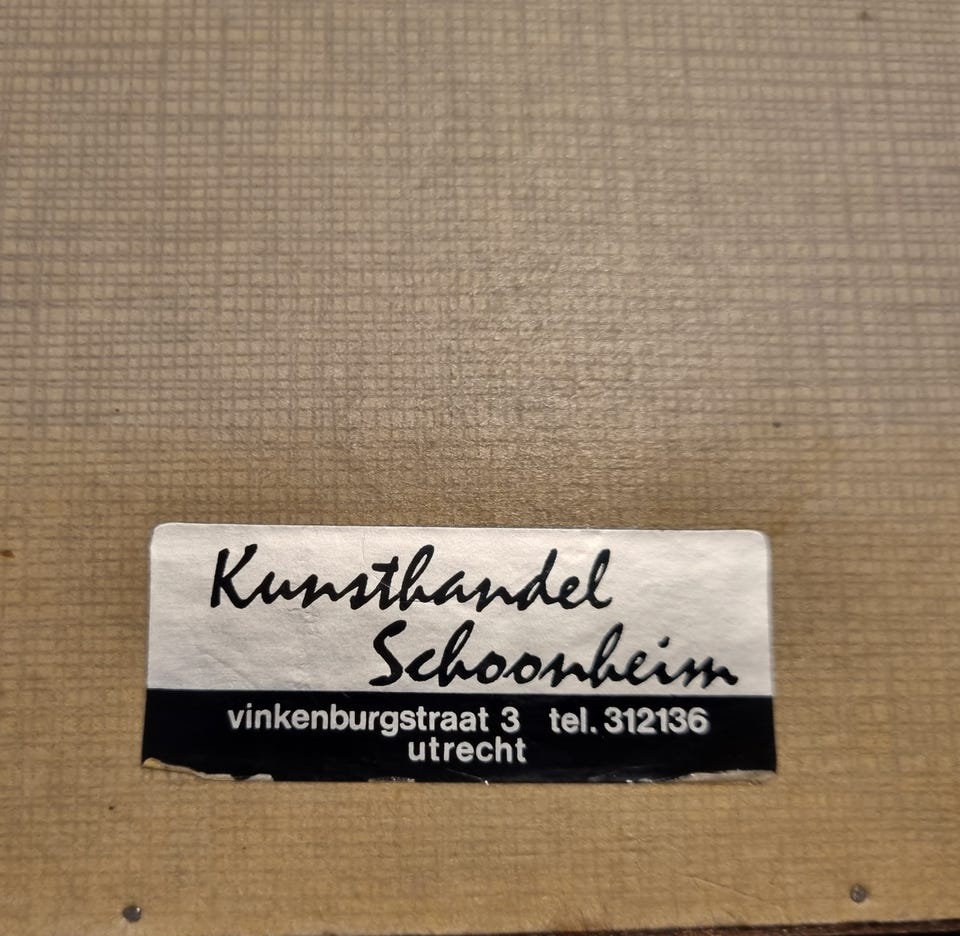 Kunsthandel
Schoonheim
vinkenburgstraat 3 tel. 312136
utrecht